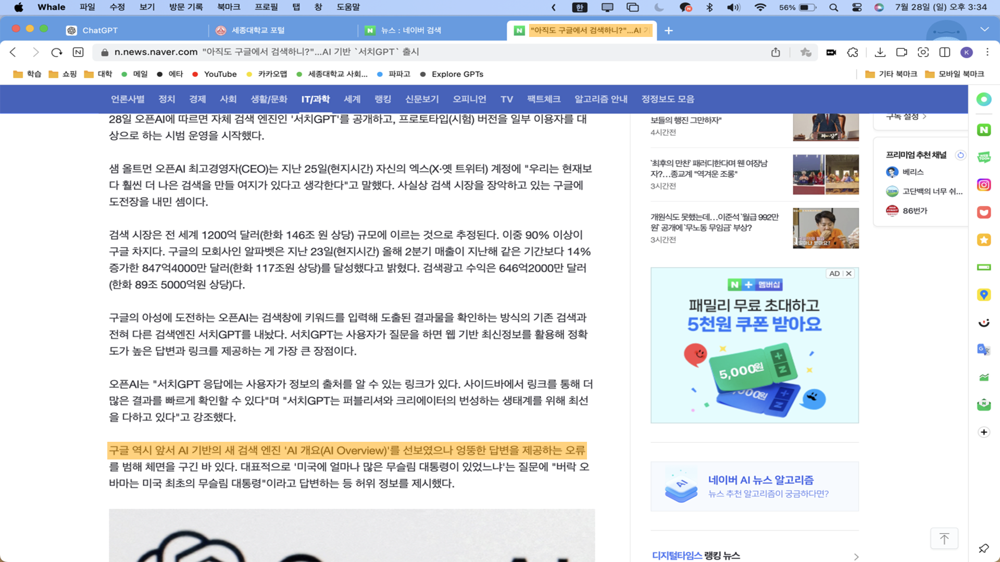 Whale 파일 수정 보기 방문 기록 북마크 프로필 탭 창 도움말 한 56% 7월 28일 (일) 오후 3:34
ChatGPT 세종대학교 포털 뉴스 : 네이버 검색 "아직도 구글에서 검색하니?"...AI 기
n.news.naver.com "아직도 구글에서 검색하니?"...AI 기반 `서치GPT` 출시 K
학습 쇼핑 대학 메일 에타 YouTube 카카오맵 세종대학교 사회... 파파고 Explore GPTs 기타 북마크 모바일 북마크
언론사별 정치 경제 사회 생활/문화 IT/과학 세계 랭킹 신문보기 오피니언 TV 팩트체크 알고리즘 안내 정정보도 모음
28일 오픈AI에 따르면 자체 검색 엔진인 '서치GPT'를 공개하고, 프로토타입(시험) 버전을 일부 이용자를 대
상으로 하는 시범 운영을 시작했다.
샘 올트먼 오픈AI 최고경영자(CEO)는 지난 25일(현지시간) 자신의 엑스(X·옛 트위터) 계정에 "우리는 현재보
다 훨씬 더 나은 검색을 만들 여지가 있다고 생각한다"고 말했다. 사실상 검색 시장을 장악하고 있는 구글에
도전장을 내민 셈이다.
검색 시장은 전 세계 1200억 달러(한화 146조 원 상당) 규모에 이르는 것으로 추정된다. 이중 90% 이상이
구글 차지다. 구글의 모회사인 알파벳은 지난 23일(현지시간) 올해 2분기 매출이 지난해 같은 기간보다 14%
증가한 847억4000만 달러(한화 117조원 상당)를 달성했다고 밝혔다. 검색광고 수익은 646억2000만 달러
(한화 89조 5000억원 상당)다.
구글의 아성에 도전하는 오픈AI는 검색창에 키워드를 입력해 도출된 결과물을 확인하는 방식의 기존 검색과
전혀 다른 검색엔진 서치GPT를 내놨다. 서치GPT는 사용자가 질문을 하면 웹 기반 최신정보를 활용해 정확
도가 높은 답변과 링크를 제공하는 게 가장 큰 장점이다.
오픈AI는 "서치GPT 응답에는 사용자가 정보의 출처를 알 수 있는 링크가 있다. 사이드바에서 링크를 통해 더
많은 결과를 빠르게 확인할 수 있다"며 "서치GPT는 퍼블리셔와 크리에이터의 번성하는 생태계를 위해 최선
을 다하고 있다"고 강조했다.
구글 역시 앞서 AI 기반의 새 검색 엔진 'AI 개요(AI Overview)'를 선보였으나 엉뚱한 답변을 제공하는 오류
를 범해 체면을 구긴 바 있다. 대표적으로 '미국에 얼마나 많은 무슬림 대통령이 있었느냐'는 질문에 "버락 오
바마는 미국 최초의 무슬림 대통령"이라고 답변하는 등 허위 정보를 제시했다.
보들의 행진 그만하자"
4시간전
`최후의 만찬` 패러디한다며 웬 여장남
자?…종교계 "역겨운 조롱"
3시간전
개원식도 못했는데…이준석 `월급 992만
원` 공개에 `무노동 무임금` 부상?
3시간전
AD
N + 멤버십
패밀리 무료 초대하고
5천원 쿠폰 받아요
5,000원
AI
네이버 AI 뉴스 알고리즘
뉴스 추천 알고리즘이 궁금하다면?
디지털타임스 랭킹 뉴스
구독 설정
프리미엄 추천 채널
베리스
고단백의 너무 쉬...
86번가
WEB
TOON